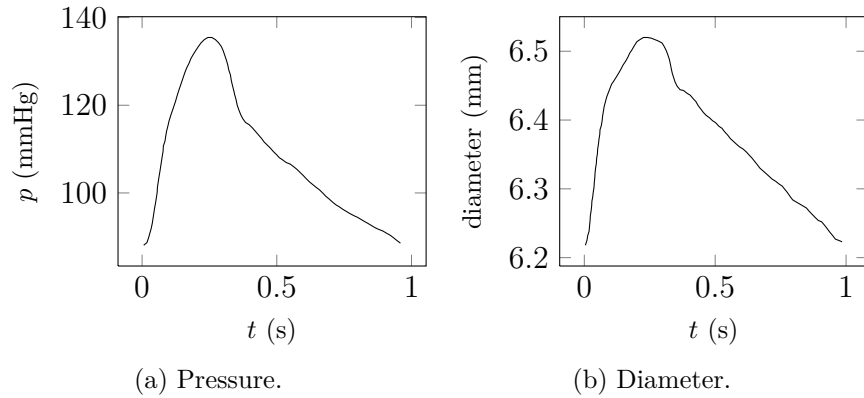 140
120
100
p (mmHg)
0
0.5
1
t (s)
(a) Pressure.
6.5
6.4
6.3
6.2
diameter (mm)
0
0.5
1
t (s)
(b) Diameter.